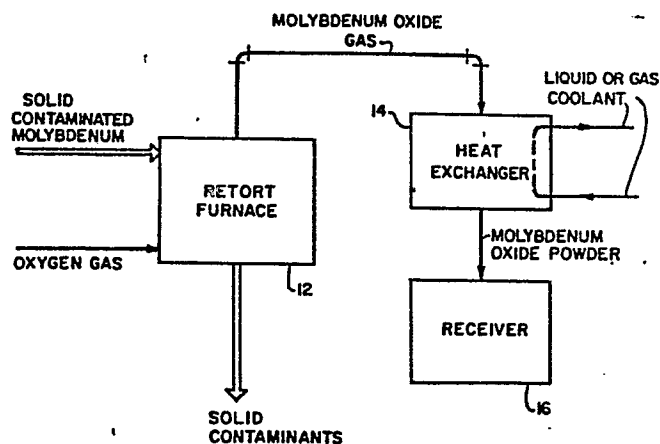 MOLYBDENUM OXIDE
GAS
SOLID
CONTAMINATED
MOLYBDENUM
LIQUID OR GAS
COOLANT
14
HEAT
EXCHANGER
RETORT
FURNACE
OXYGEN GAS
12
MOLYBDENUM
OXIDE POWDER
RECEIVER
16
SOLID
CONTAMINANTS